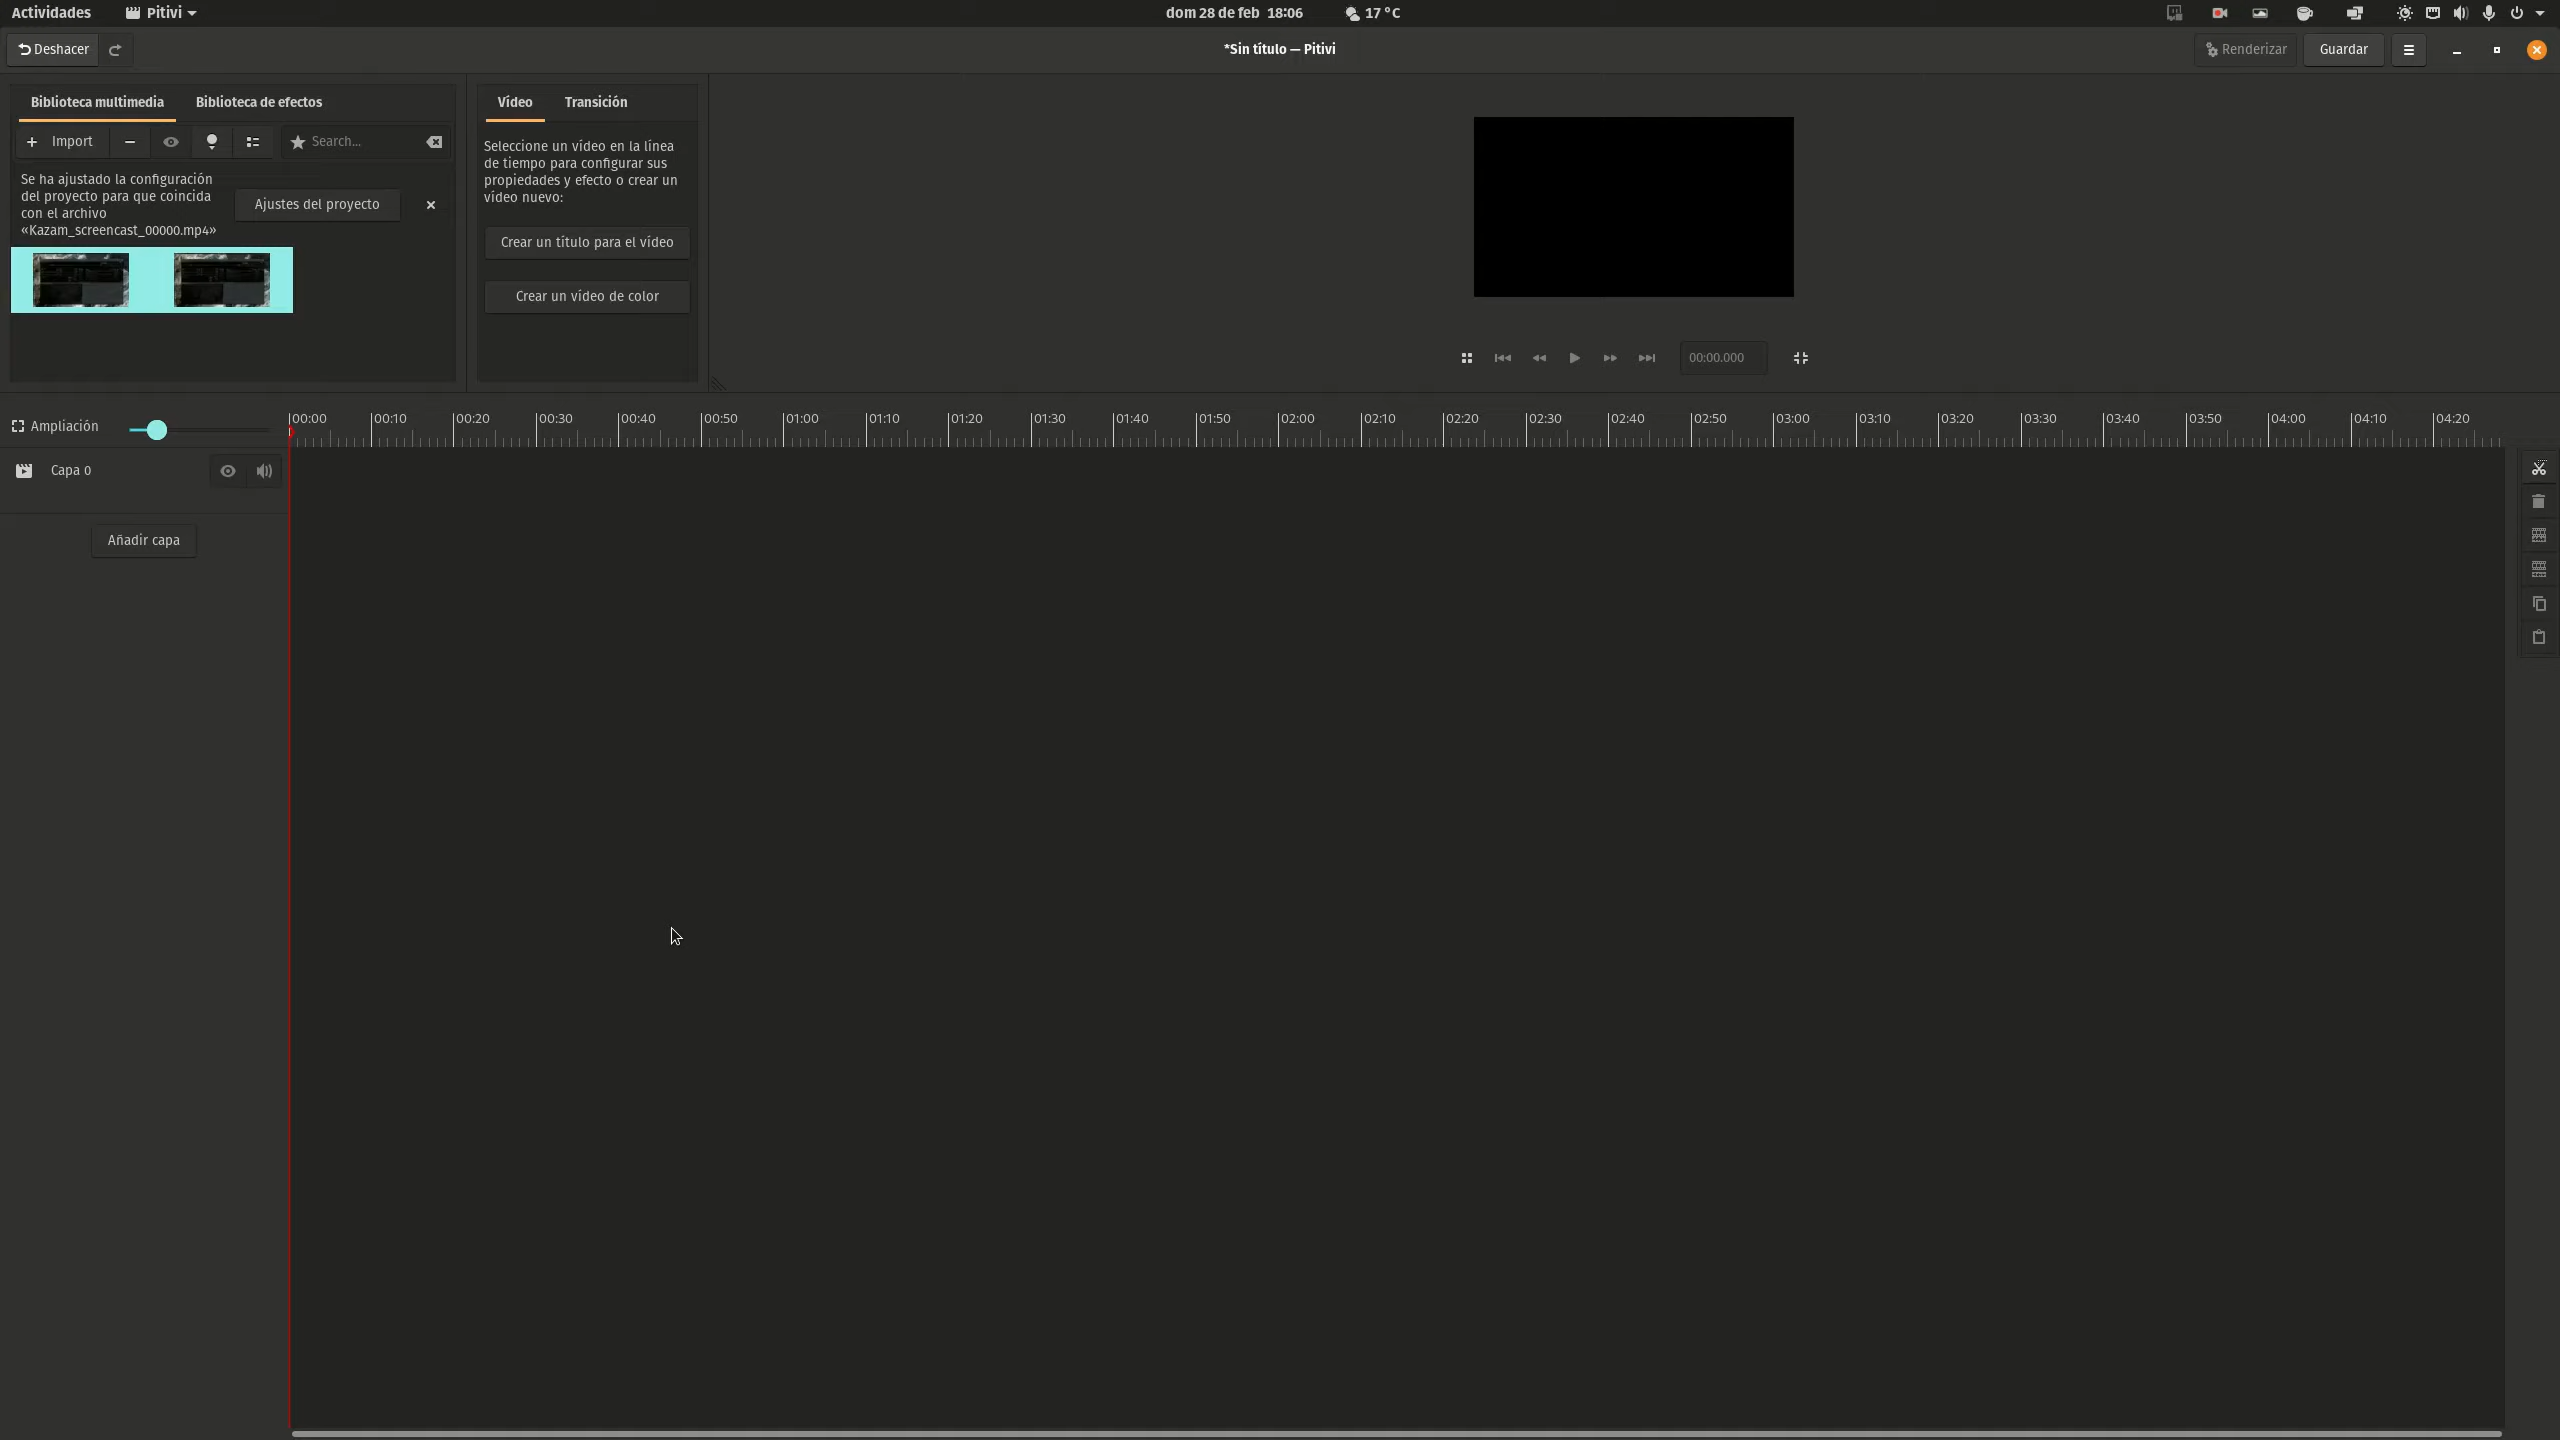 Actividades
Pitivi
dom 28 de feb 18:06
17 °C
Deshacer
*Sin título — Pitivi
Renderizar
Guardar
Biblioteca multimedia
Biblioteca de efectos
Vídeo
Transición
Import
Search...
Seleccione un vídeo en la línea
de tiempo para configurar sus
propiedades y efecto o crear un
vídeo nuevo:
Se ha ajustado la configuración
del proyecto para que coincida
con el archivo
«Kazam_screencast_00000.mp4»
Ajustes del proyecto
Crear un título para el vídeo
Crear un vídeo de color
00:00.000
Ampliación
00:00 00:10 00:20 00:30 00:40 00:50 01:00 01:10 01:20 01:30 01:40 01:50 02:00 02:10 02:20 02:30 02:40 02:50 03:00 03:10 03:20 03:30 03:40 03:50 04:00 04:10 04:20
Capa 0
Añadir capa